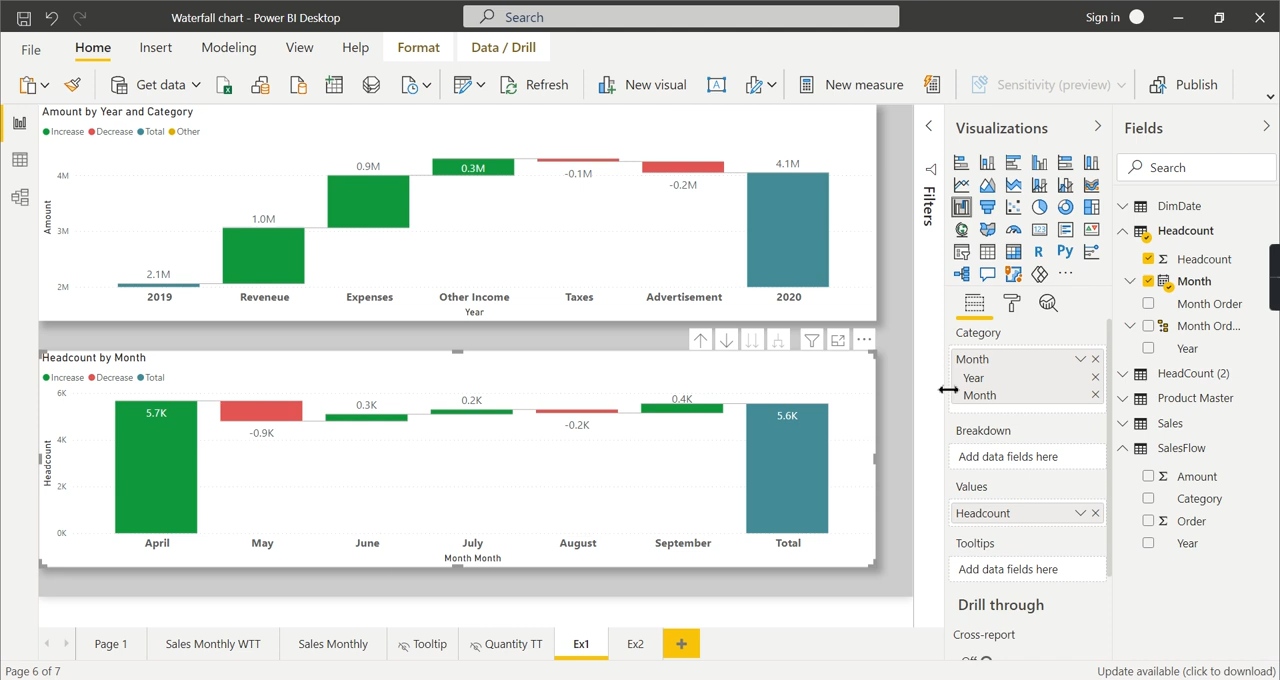 Waterfall chart - Power BI Desktop
Search
Sign in
File
Home
Insert
Modeling
View
Help
Format
Data / Drill
Get data
Refresh
New visual
New measure
Sensitivity (preview)
Publish
Amount by Year and Category
Increase Decrease Total Other
Amount
4M
3M
2M
2.1M
1.0M
0.9M
0.3M
-0.1M
-0.2M
4.1M
2019
Reveneue
Expenses
Other Income
Taxes
Advertisement
2020
Year
Headcount by Month
Increase Decrease Total
Headcount
6K
4K
2K
0K
5.7K
-0.9K
0.3K
0.2K
-0.2K
0.4K
5.6K
April
May
June
July
August
September
Total
Month Month
Filters
Visualizations
R
Py
123
Category
Month
Year
Month
Breakdown
Add data fields here
Values
Headcount
Tooltips
Add data fields here
Drill through
Cross-report
Off
Fields
Search
DimDate
Headcount
Headcount
Month
Month Order
Month Ord...
Year
HeadCount (2)
Product Master
Sales
SalesFlow
Amount
Category
Order
Year
Page 1
Sales Monthly WTT
Sales Monthly
Tooltip
Quantity TT
Ex1
Ex2
Page 6 of 7
Update available (click to download)